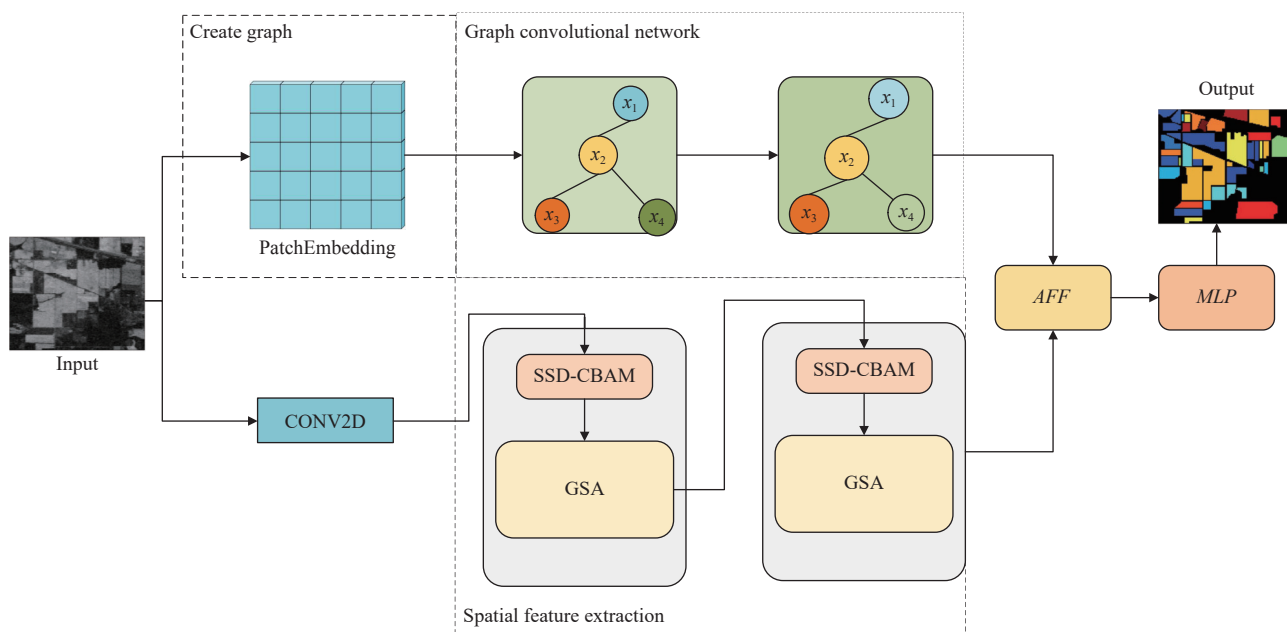 Create graph
Graph convolutional network
PatchEmbedding
x1
x2
x3
x4
x1
x2
x3
x4
Output
Input
CONV2D
SSD-CBAM
GSA
SSD-CBAM
GSA
AFF
MLP
Spatial feature extraction